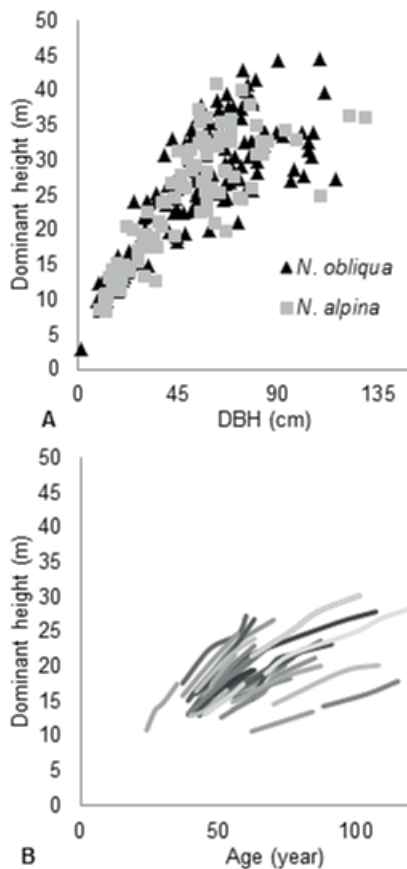 50
45
40
35
30
25
20
15
10
5
0
Dominant height (m)
N. obliqua
N. alpina
0 45 90 135
A DBH (cm)
50
45
40
35
30
25
20
15
10
5
0
Dominant height (m)
0 50 100
B Age (year)